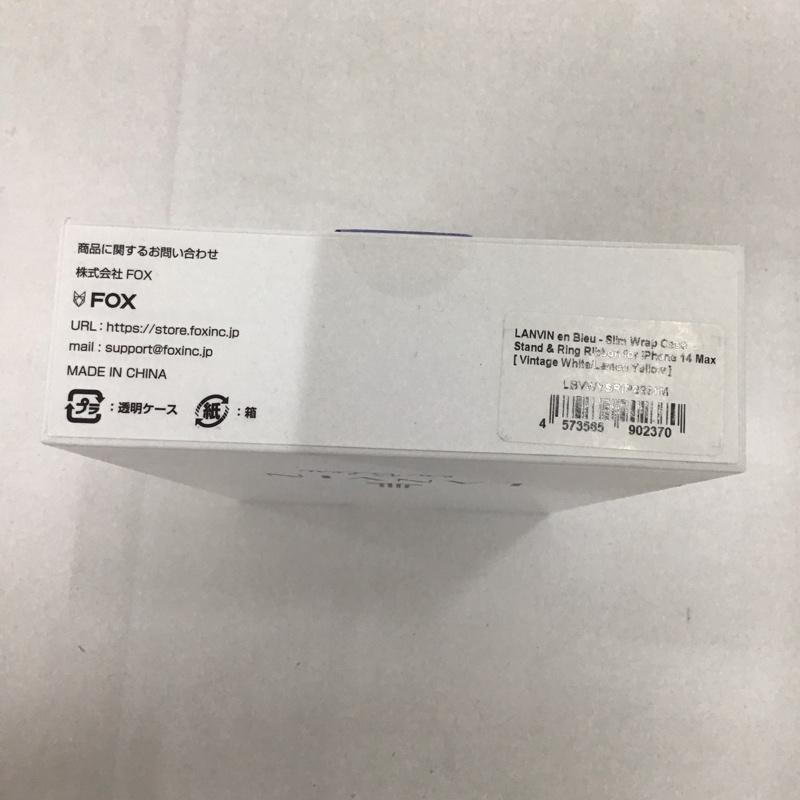 商品に関するお問い合わせ
株式会社 FOX
FOX
URL : https://store.foxinc.jp
mail : support@foxinc.jp
MADE IN CHINA
プラ : 透明ケース 紙 : 箱
LANVIN en Bleu - Slim Wrap Case
Stand & Ring Ribbon for iPhone 14 Max
[ Vintage White/Lemon Yellow ]
4 573565 902370
LANVIN
en Bleu